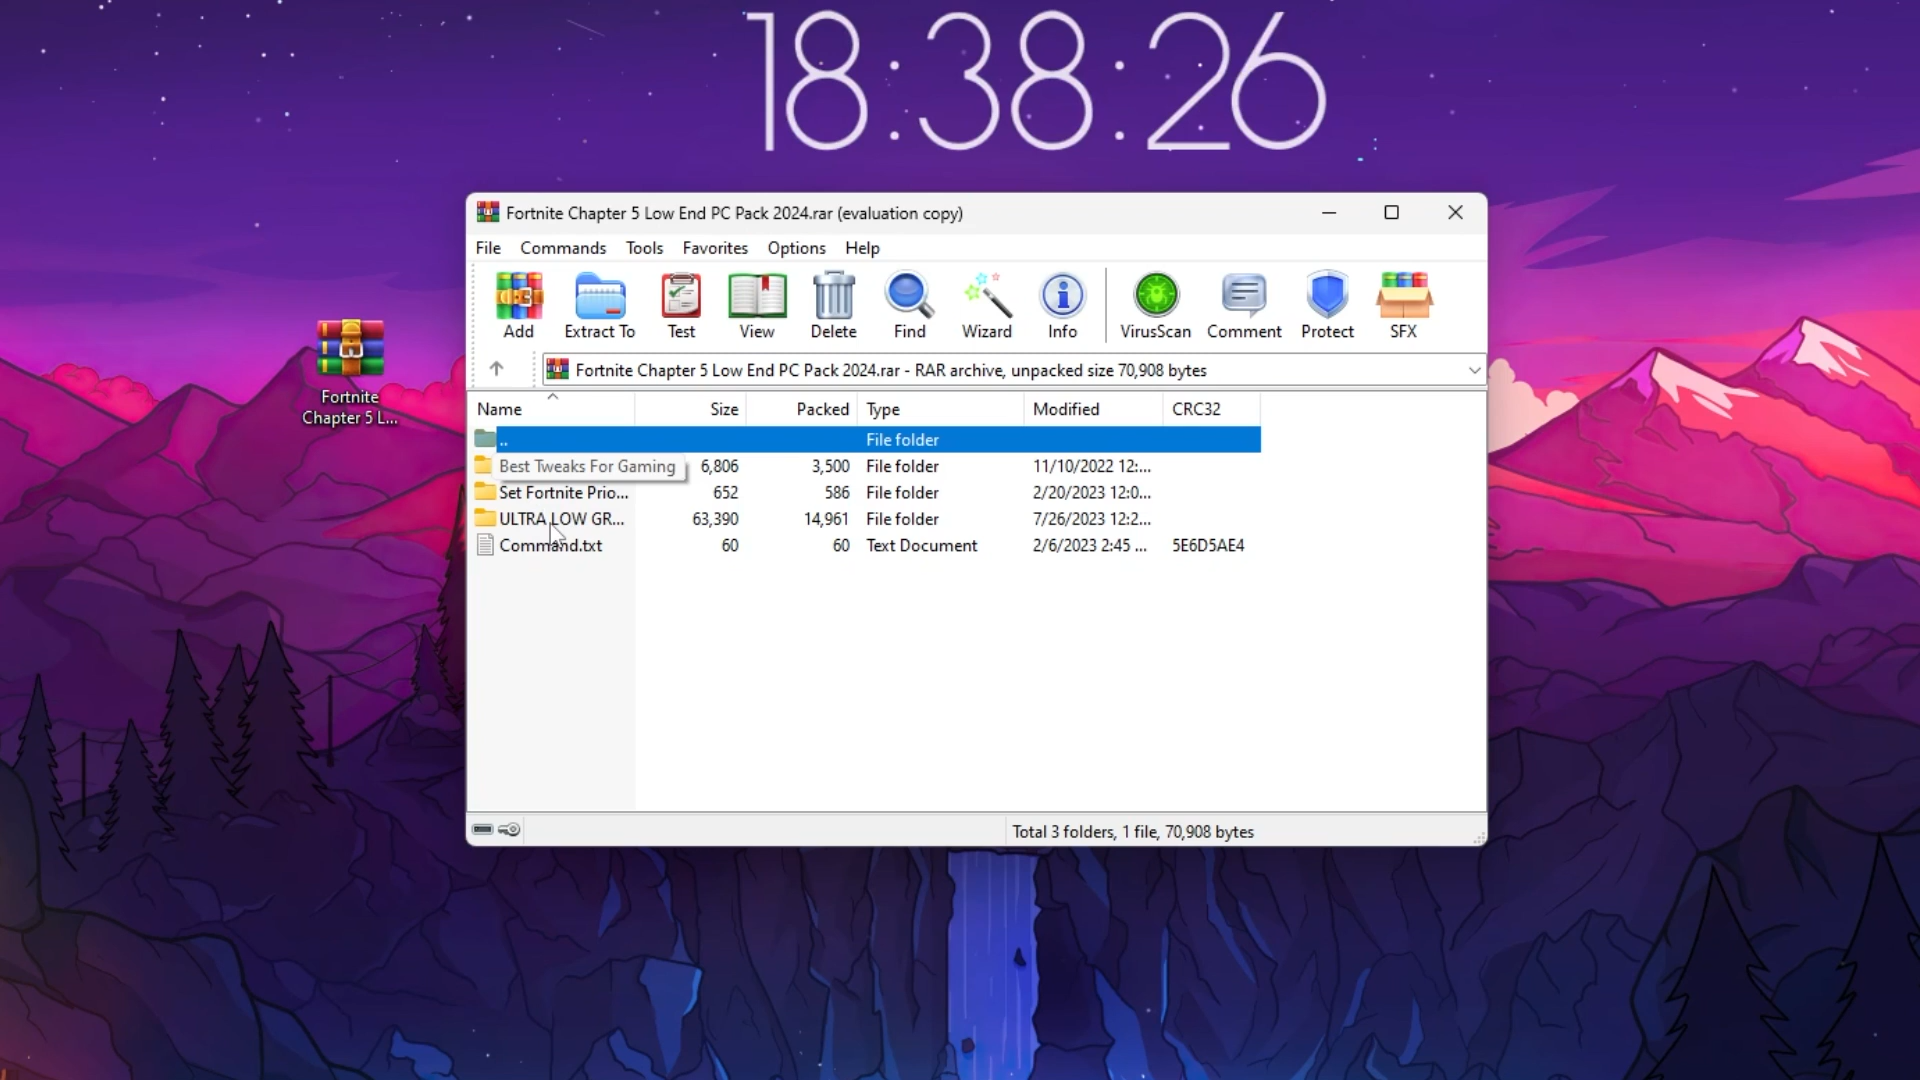 18:38:26
Fortnite Chapter 5 Low End PC Pack 2024.rar (evaluation copy)
File Commands Tools Favorites Options Help
Add Extract To Test View Delete Find Wizard Info VirusScan Comment Protect SFX
Fortnite Chapter 5 Low End PC Pack 2024.rar - RAR archive, unpacked size 70,908 bytes
Fortnite
Chapter 5 L...
Name Size Packed Type Modified CRC32
.. File folder
Best Tweaks For Gaming 6,806 3,500 File folder 11/10/2022 12:...
Set Fortnite Prio... 652 586 File folder 2/20/2023 12:0...
ULTRA LOW GR... 63,390 14,961 File folder 7/26/2023 12:2...
Command.txt 60 60 Text Document 2/6/2023 2:45 ... 5E6D5AE4
Total 3 folders, 1 file, 70,908 bytes